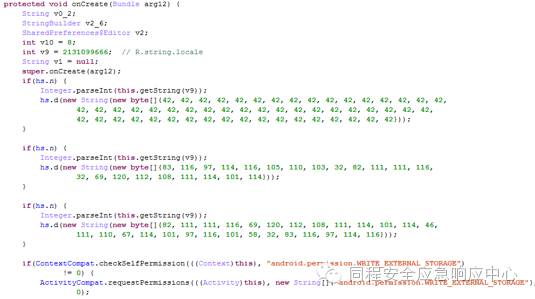 protected void onCreate(Bundle arg12) {
String v0_2;
StringBuilder v2_6;
SharedPreferences$Editor v2;
int v10 = 8;
int v9 = 2131099666;  // R.string.locale
String v1 = null;
super.onCreate(arg12);
if(hs.n) {
Integer.parseInt(this.getString(v9));
hs.d(new String(new byte[]{42, 42, 42, 42, 42, 42, 42, 42, 42, 42, 42, 42, 42, 42, 42, 42,
42, 42, 42, 42, 42, 42, 42, 42, 42, 42, 42, 42, 42, 42, 42, 42, 42, 42, 42, 42,
42, 42, 42, 42, 42, 42, 42, 42, 42, 42, 42, 42, 42, 42, 42, 42, 42, 42}));
}
if(hs.n) {
Integer.parseInt(this.getString(v9));
hs.d(new String(new byte[]{83, 116, 97, 114, 116, 105, 110, 103, 32, 82, 111, 111, 116,
32, 69, 120, 112, 108, 111, 114, 101, 114}));
}
if(hs.n) {
Integer.parseInt(this.getString(v9));
hs.d(new String(new byte[]{82, 111, 111, 116, 69, 120, 112, 108, 111, 114, 101, 114, 46,
111, 110, 67, 114, 101, 97, 116, 101, 58, 32, 83, 116, 97, 114, 116}));
}
if(ContextCompat.checkSelfPermission(((Context)this), "android.permission.WRITE_EXTERNAL_STORAGE")
!= 0) {
ActivityCompat.requestPermissions(((Activity)this), new String[]{"android.permission.WRITE_EXTERNAL_STORAGE"},
0);
同程安全应急响应中心